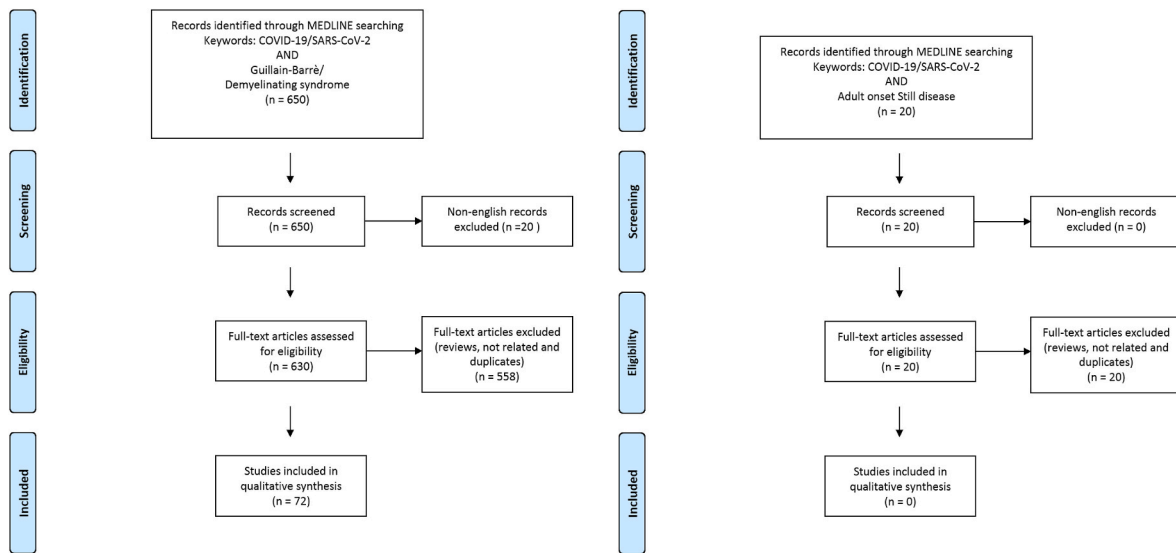 Identification
Records identified through MEDLINE searching
Keywords: COVID-19/SARS-CoV-2
AND
Guillain-Barrè/
Demyelinating syndrome
(n = 650)
Screening
Records screened
(n = 650)
Non-english records
excluded (n =20 )
Eligibility
Full-text articles assessed
for eligibility
(n = 630)
Full-text articles excluded
(reviews, not related and
duplicates)
(n = 558)
Included
Studies included in
qualitative synthesis
(n = 72)
Identification
Records identified through MEDLINE searching
Keywords: COVID-19/SARS-CoV-2
AND
Adult onset Still disease
(n = 20)
Screening
Records screened
(n = 20)
Non-english records
excluded (n = 0)
Eligibility
Full-text articles assessed
for eligibility
(n = 20)
Full-text articles excluded
(reviews, not related and
duplicates)
(n = 20)
Included
Studies included in
qualitative synthesis
(n = 0)